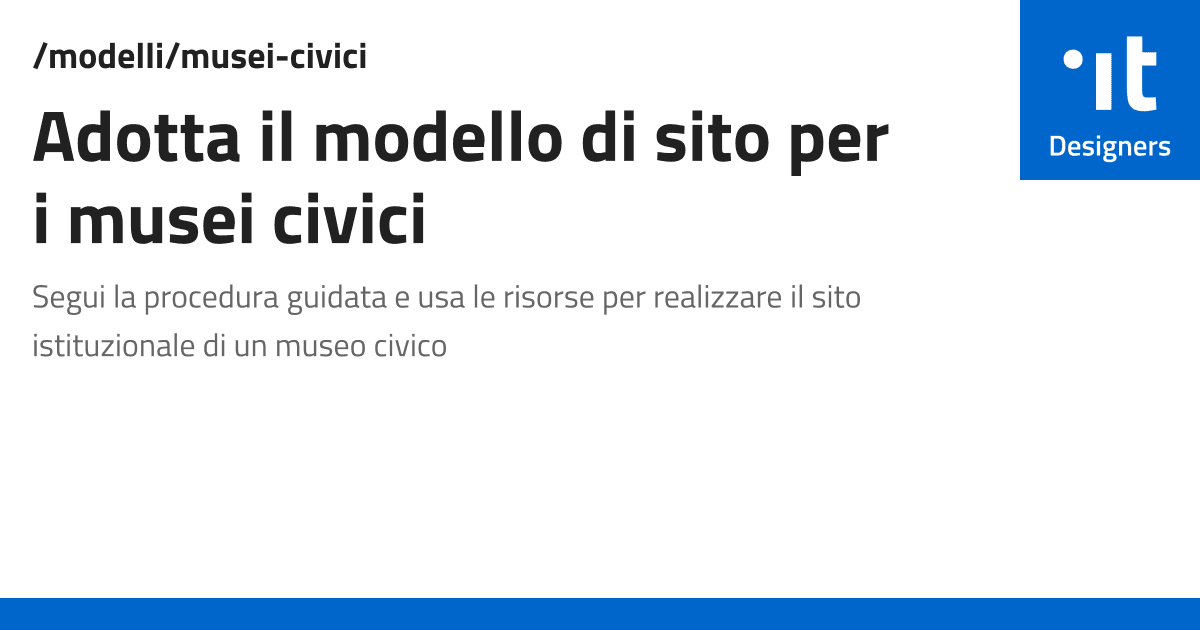 /modelli/musei-civici
Adotta il modello di sito per
i musei civici
Segui la procedura guidata e usa le risorse per realizzare il sito
istituzionale di un museo civico
it
Designers